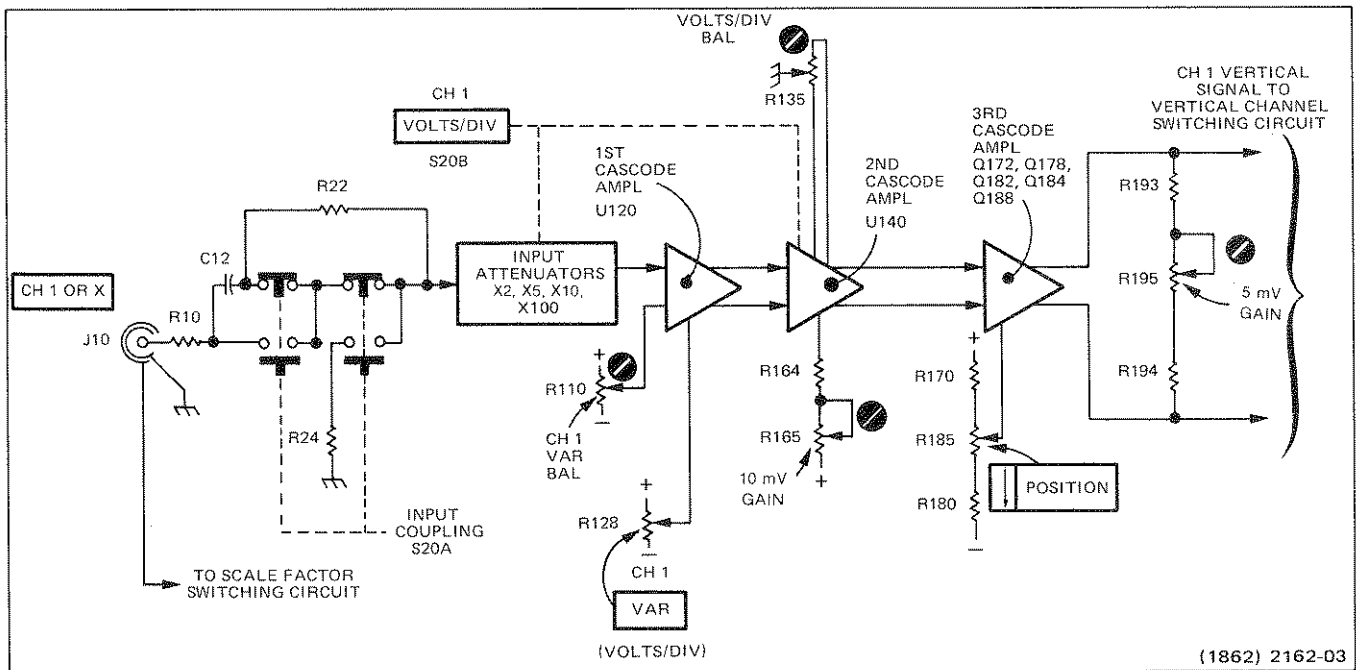 VOLTS/DIV
BAL
R135
CH 1
VOLTS/DIV
S20B
R22
C12
CH 1 OR X
J10
R10
R24
INPUT
COUPLING
S20A
TO SCALE FACTOR
SWITCHING CIRCUIT
INPUT
ATTENUATORS
X2, X5, X10,
X100
1ST
CASCODE
AMPL
U120
+
R110
—
CH 1
VAR
BAL
+
R128
—
CH 1
VAR
(VOLTS/DIV)
2ND
CASCODE
AMPL
U140
R164
R165
10 mV
GAIN
+
3RD
CASCODE
AMPL
Q172, Q178,
Q182, Q184
Q188
+
R170
R185
R180
—
POSITION
CH 1 VERTICAL
SIGNAL TO
VERTICAL CHANNEL
SWITCHING CIRCUIT
R193
R195
5 mV
GAIN
R194
(1862) 2162-03